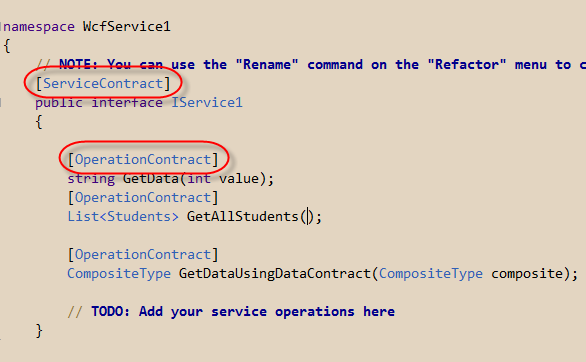 namespace WcfService1
{
// NOTE: You can use the "Rename" command on the "Refactor" menu to c
[ServiceContract]
public interface IService1
{
[OperationContract]
string GetData(int value);
[OperationContract]
List<Students> GetAllStudents();
[OperationContract]
CompositeType GetDataUsingDataContract(CompositeType composite);
// TODO: Add your service operations here
}